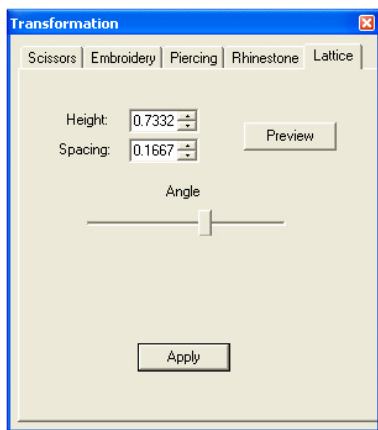 Transformation
Scissors Embroidery Piercing Rhinestone Lattice
Height: 0.7332
Preview
Spacing: 0.1667
Angle
Apply